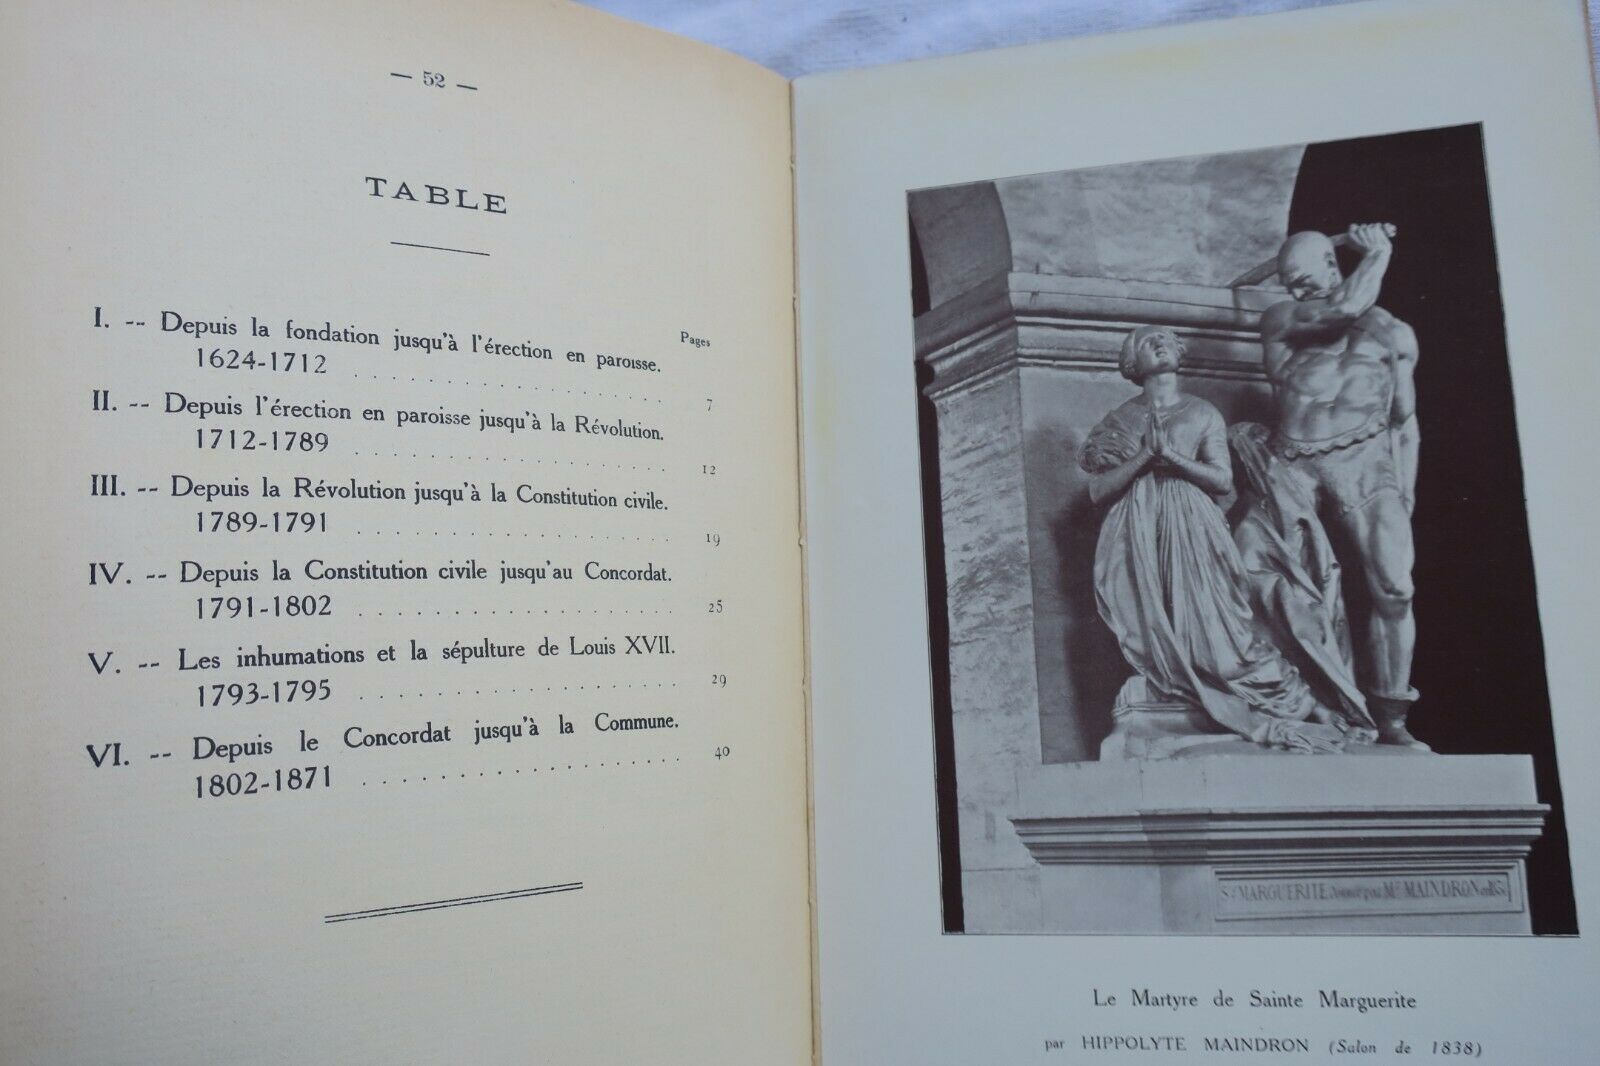 — 52 —
TABLE
Pages
I. -- Depuis la fondation jusqu'à l'érection en paroisse.
1624-1712 . . . . . . . . . . . . . . . . 7
II. -- Depuis l'érection en paroisse jusqu'à la Révolution.
1712-1789 . . . . . . . . . . . . . . . . 12
III. -- Depuis la Révolution jusqu'à la Constitution civile.
1789-1791 . . . . . . . . . . . . . . . . 19
IV. -- Depuis la Constitution civile jusqu'au Concordat.
1791-1802 . . . . . . . . . . . . . . . . 25
V. -- Les inhumations et la sépulture de Louis XVII.
1793-1795 . . . . . . . . . . . . . . . . 29
VI. -- Depuis le Concordat jusqu'à la Commune.
1802-1871 . . . . . . . . . . . . . . . . 40
Ste MARGUERITE MAINDRON
Le Martyre de Sainte Marguerite
par HIPPOLYTE MAINDRON (Salon de 1838)